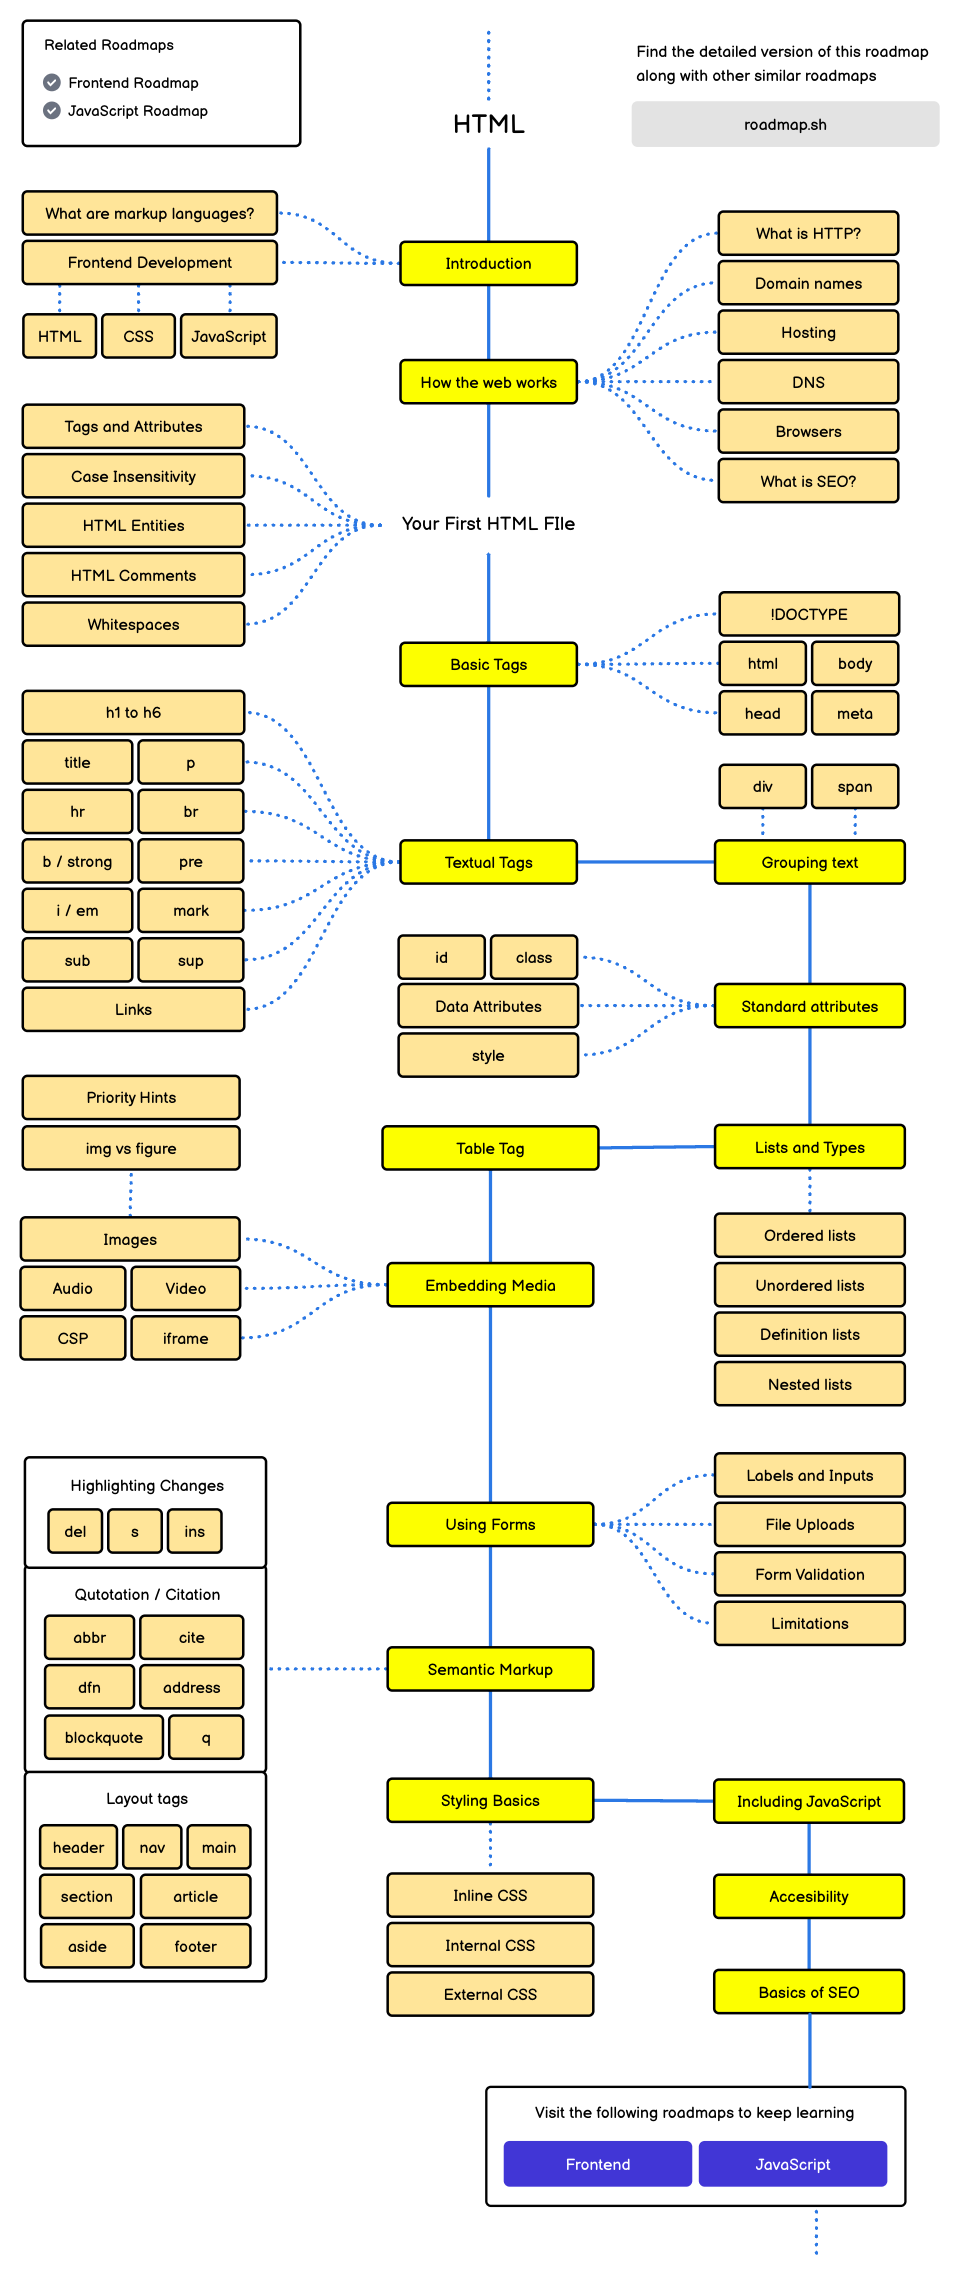 Related Roadmaps
Frontend Roadmap
JavaScript Roadmap
HTML
Find the detailed version of this roadmap
along with other similar roadmaps
roadmap.sh
What are markup languages?
Frontend Development
HTML
CSS
JavaScript
Introduction
What is HTTP?
Domain names
Hosting
DNS
Browsers
What is SEO?
How the web works
Tags and Attributes
Case Insensitivity
HTML Entities
HTML Comments
Whitespaces
Your First HTML FIle
Basic Tags
!DOCTYPE
html
body
head
meta
h1 to h6
title
p
hr
br
b / strong
pre
i / em
mark
sub
sup
Links
Textual Tags
div
span
Grouping text
id
class
Data Attributes
style
Standard attributes
Priority Hints
img vs figure
Images
Audio
Video
CSP
iframe
Table Tag
Lists and Types
Ordered lists
Unordered lists
Definition lists
Nested lists
Embedding Media
Using Forms
Labels and Inputs
File Uploads
Form Validation
Limitations
Highlighting Changes
del
s
ins
Qutotation / Citation
abbr
cite
dfn
address
blockquote
q
Layout tags
header
nav
main
section
article
aside
footer
Semantic Markup
Styling Basics
Inline CSS
Internal CSS
External CSS
Including JavaScript
Accesibility
Basics of SEO
Visit the following roadmaps to keep learning
Frontend
JavaScript